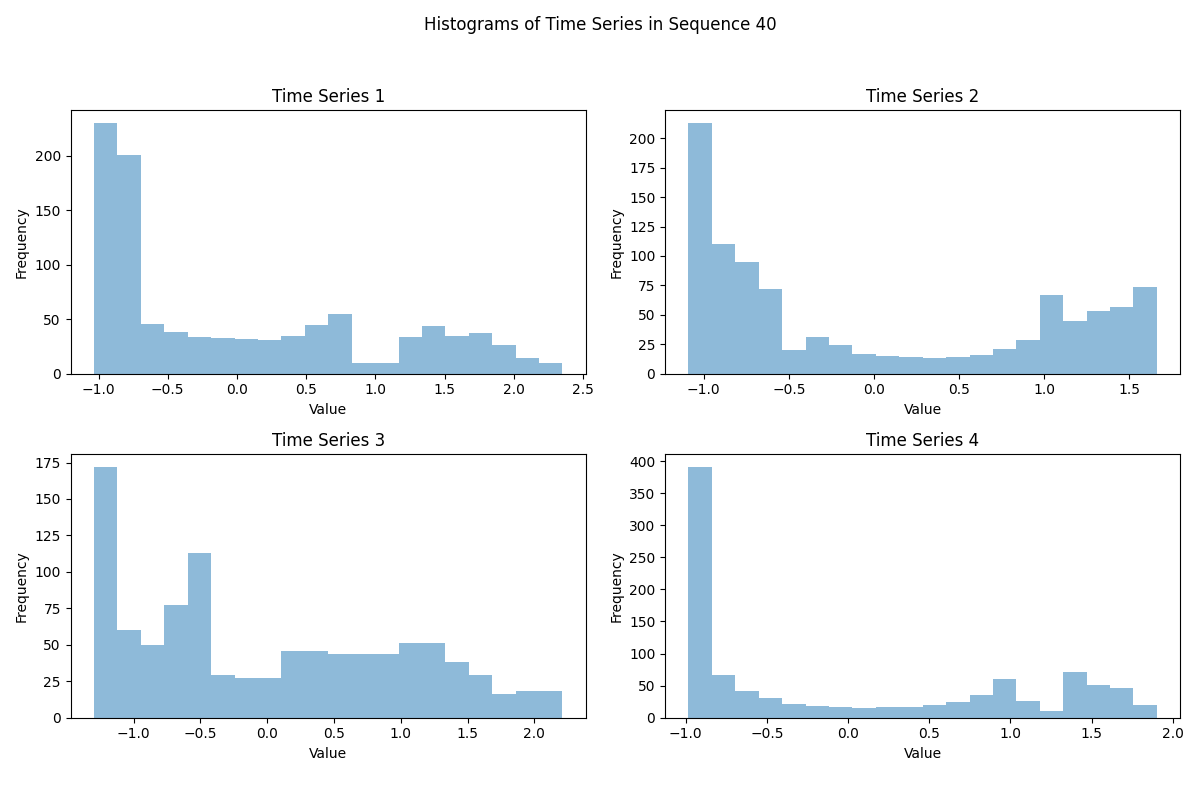 Histograms of Time Series in Sequence 40
Time Series 1
Frequency
200
150
100
50
0
−1.0 −0.5 0.0 0.5 1.0 1.5 2.0 2.5
Value
Time Series 2
Frequency
200
175
150
125
100
75
50
25
0
−1.0 −0.5 0.0 0.5 1.0 1.5
Value
Time Series 3
Frequency
175
150
125
100
75
50
25
0
−1.0 −0.5 0.0 0.5 1.0 1.5 2.0
Value
Time Series 4
Frequency
400
350
300
250
200
150
100
50
0
−1.0 −0.5 0.0 0.5 1.0 1.5 2.0
Value